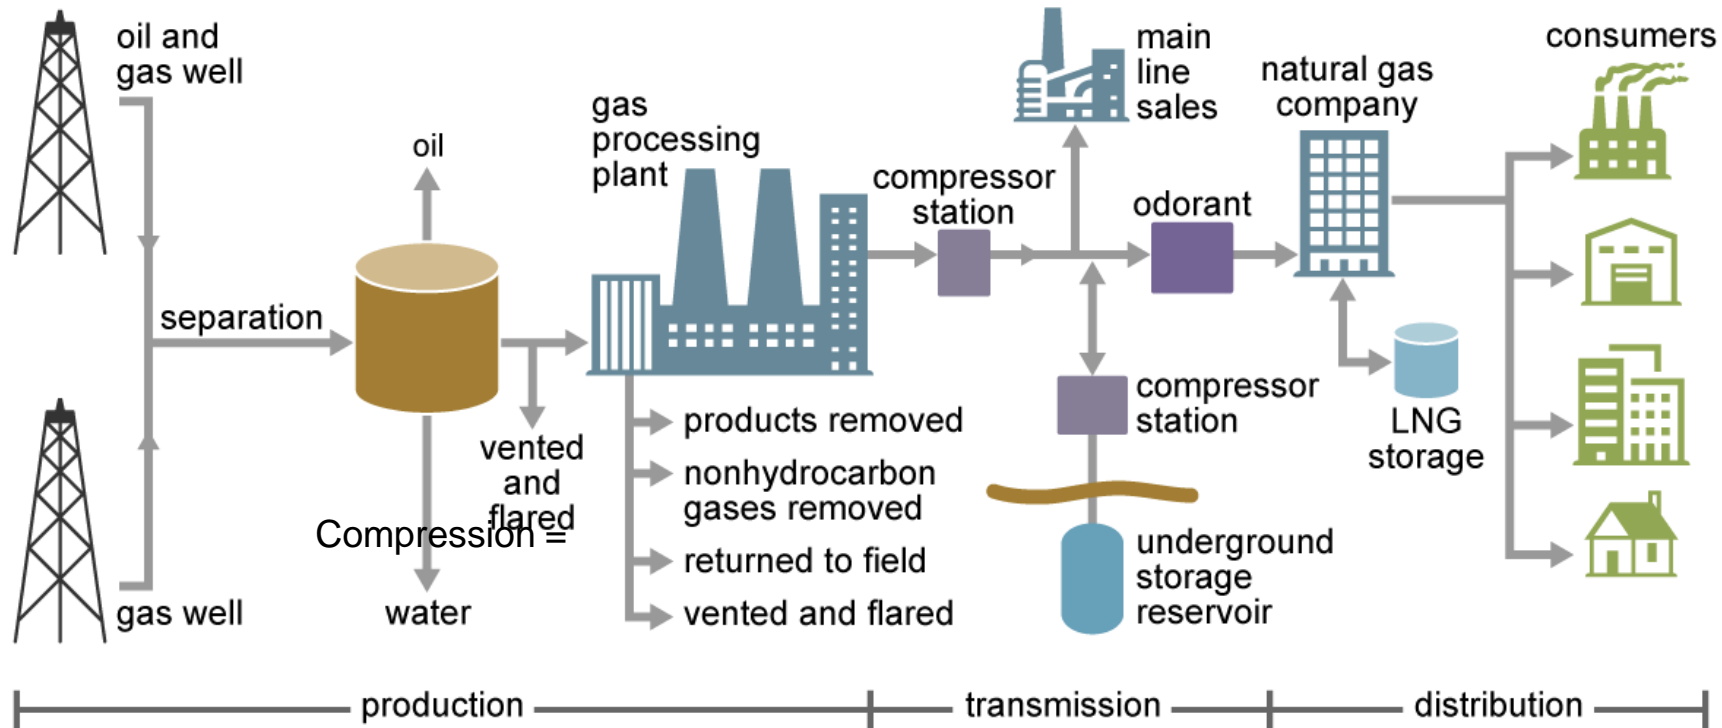 oil and
gas well
gas well
separation
oil
water
vented
and
flared
Compression =
gas
processing
plant
products removed
nonhydrocarbon
gases removed
returned to field
vented and flared
compressor
station
main
line
sales
compressor
station
underground
storage
reservoir
odorant
natural gas
company
LNG
storage
consumers
production
transmission
distribution